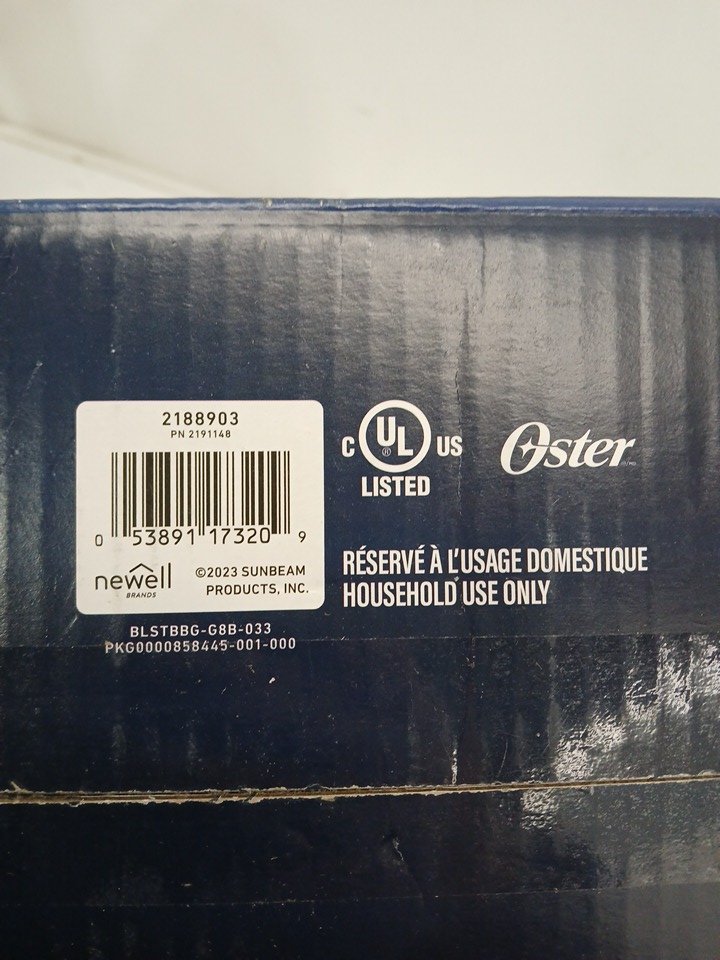 2188903
PN 2191148
0 53891 17320 9
newell
BRANDS
©2023 SUNBEAM
PRODUCTS, INC.
BLSTBBG-G8B-033
PKG0000858445-001-000
C UL® US
LISTED
Oster
RÉSERVÉ À L'USAGE DOMESTIQUE
HOUSEHOLD USE ONLY